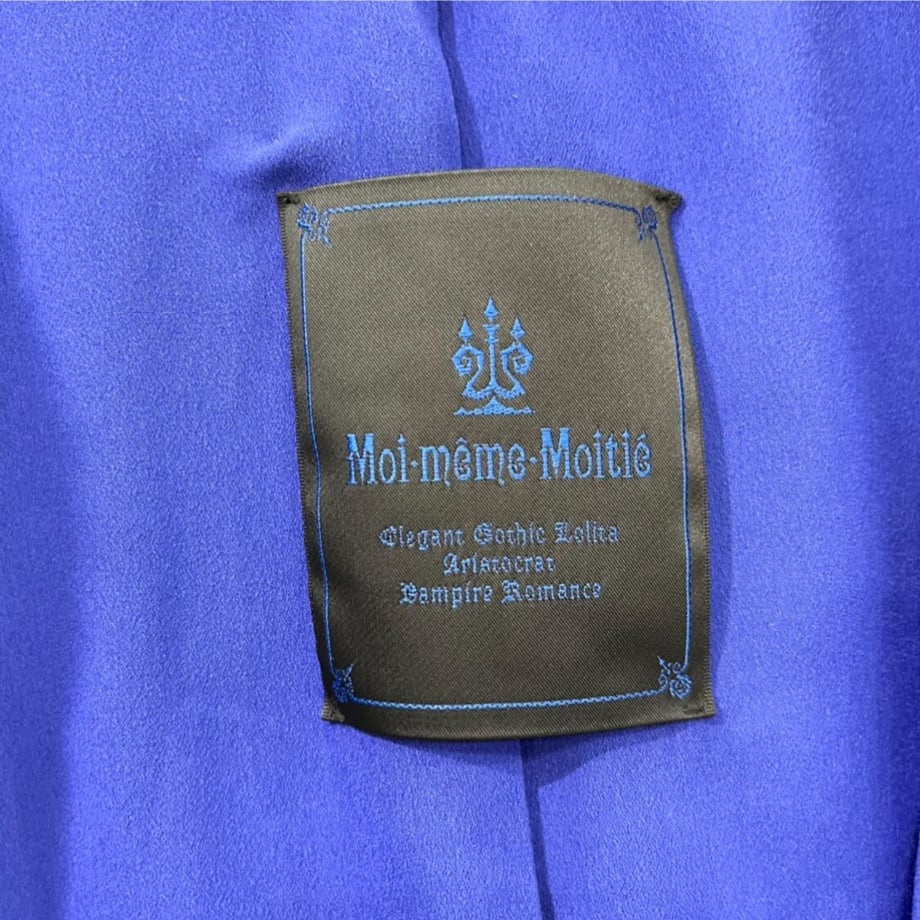 Moi-même-Moitié
Elegant Gothic Lolita
Aristocrat
Vampire Romance